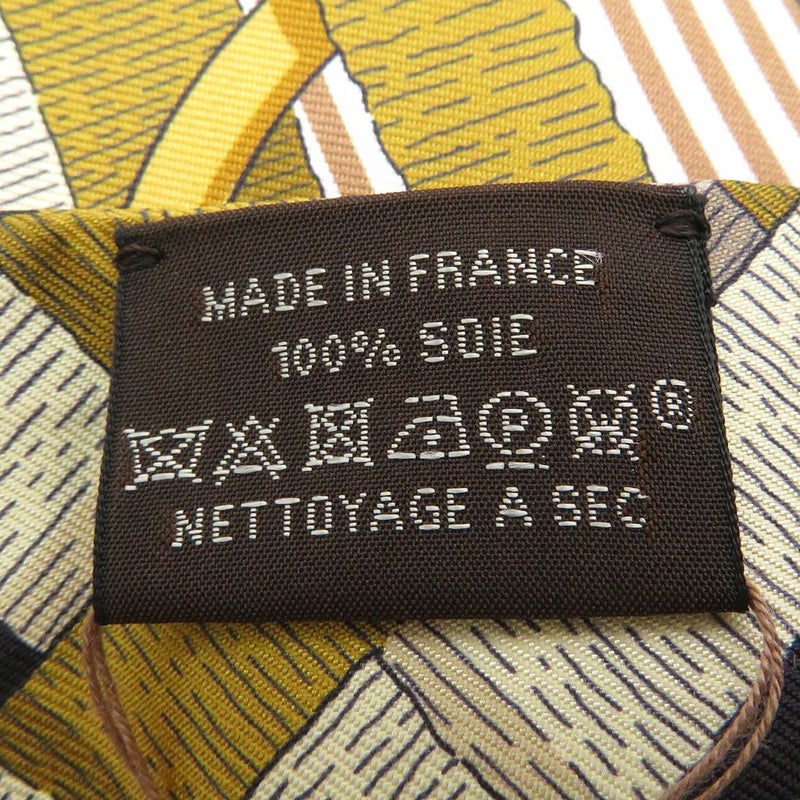 MADE IN FRANCE
100% SOIE
P ®
NETTOYAGE A SEC